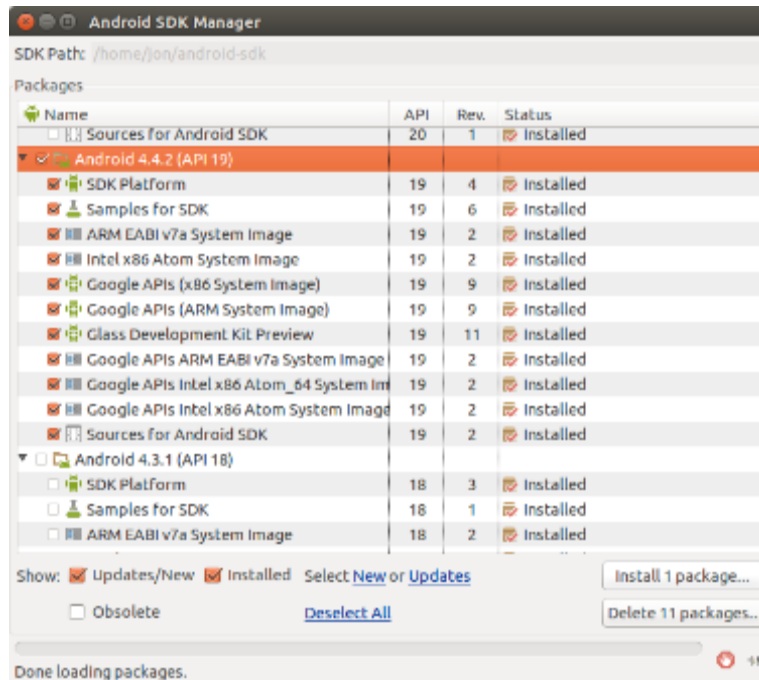 Android SDK Manager
SDK Path: /home/jon/android-sdk
Packages
Name API Rev. Status
Sources for Android SDK 20 1 Installed
Android 4.4.2 (API 19)
SDK Platform 19 4 Installed
Samples for SDK 19 6 Installed
ARM EABI v7a System Image 19 2 Installed
Intel x86 Atom System Image 19 2 Installed
Google APIs (x86 System Image) 19 9 Installed
Google APIs (ARM System Image) 19 9 Installed
Glass Development Kit Preview 19 11 Installed
Google APIs ARM EABI v7a System Image 19 2 Installed
Google APIs Intel x86 Atom_64 System Im 19 2 Installed
Google APIs Intel x86 Atom System Image 19 2 Installed
Sources for Android SDK 19 2 Installed
Android 4.3.1 (API 18)
SDK Platform 18 3 Installed
Samples for SDK 18 1 Installed
ARM EABI v7a System Image 18 2 Installed
Show: Updates/New Installed Select New or Updates Install 1 package...
Obsolete Deselect All Delete 11 packages...
Done loading packages.